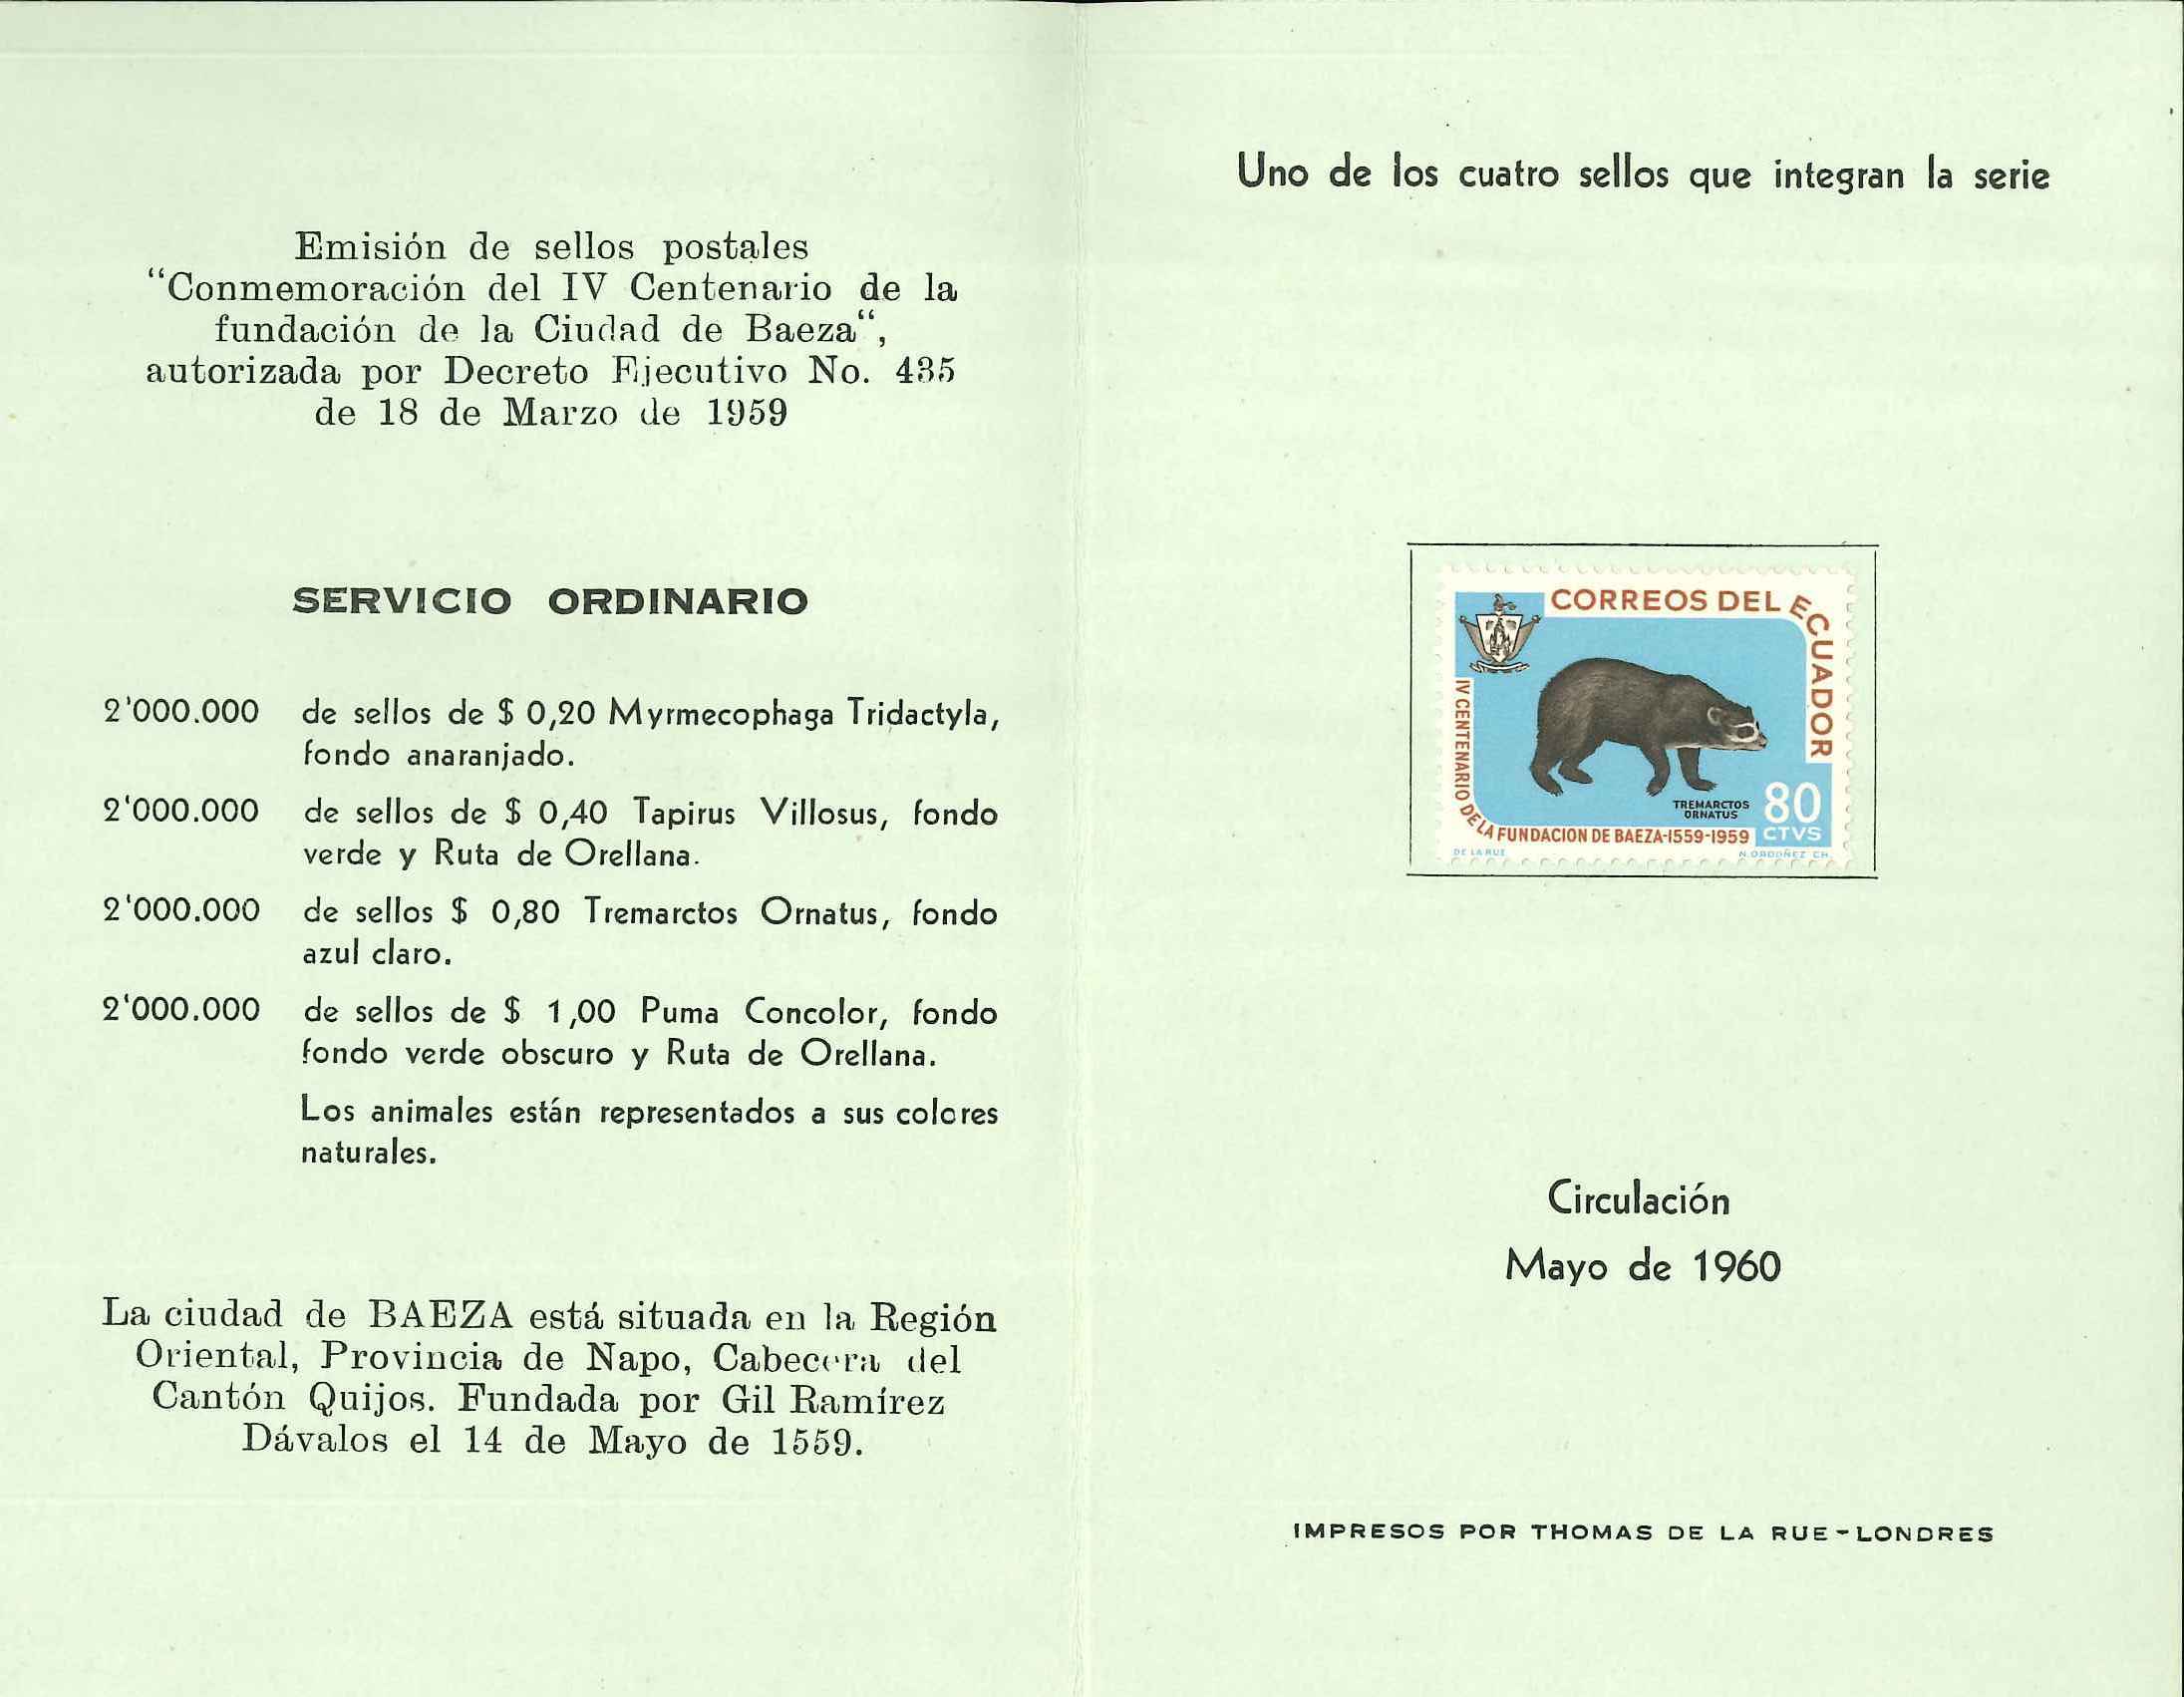 Emisión de sellos postales
“Conmemoración del IV Centenario de la
fundación de la Ciudad de Baeza“,
autorizada por Decreto Ejecutivo No. 435
de 18 de Marzo de 1959
SERVICIO ORDINARIO
2'000.000 de sellos de $ 0,20 Myrmecophaga Tridactyla,
fondo anaranjado.
2'000.000 de sellos de $ 0,40 Tapirus Villosus, fondo
verde y Ruta de Orellana.
2'000.000 de sellos $ 0,80 Tremarctos Ornatus, fondo
azul claro.
2'000.000 de sellos de $ 1,00 Puma Concolor, fondo
fondo verde obscuro y Ruta de Orellana.
Los animales están representados a sus colores
naturales.
La ciudad de BAEZA está situada en la Región
Oriental, Provincia de Napo, Cabecera del
Cantón Quijos. Fundada por Gil Ramírez
Dávalos el 14 de Mayo de 1559.
Uno de los cuatro sellos que integran la serie
CORREOS DEL ECUADOR
IV CENTENARIO DE LA FUNDACION DE BAEZA-1559-1959
TREMARCTOS
ORNATUS
80
CTVS
DE LA RUE
N. ORDOÑEZ CH.
Circulación
Mayo de 1960
IMPRESOS POR THOMAS DE LA RUE-LONDRES